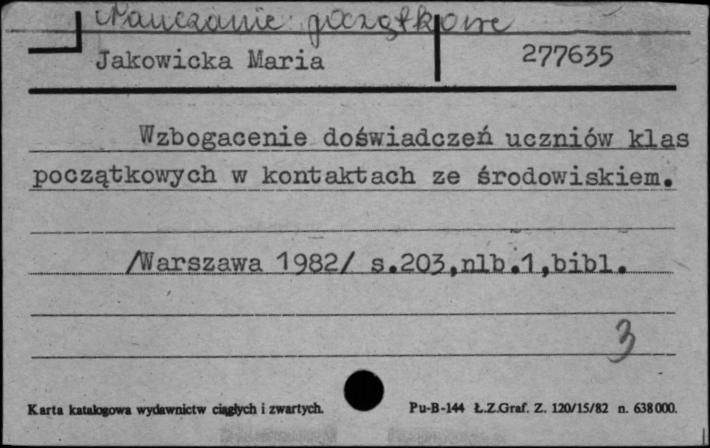 Nauczanie początkowe
Jakowicka Maria 277635
Wzbogacenie doświadczeń uczniów klas
początkowych w kontaktach ze środowiskiem.
/Warszawa 1982/ s.203,nlb.1,bibl.
3
Karta katalogowa wydawnictw ciągłych i zwartych. Pu-B-144 Ł.Z.Graf. Z. 120/15/82 n. 638000.